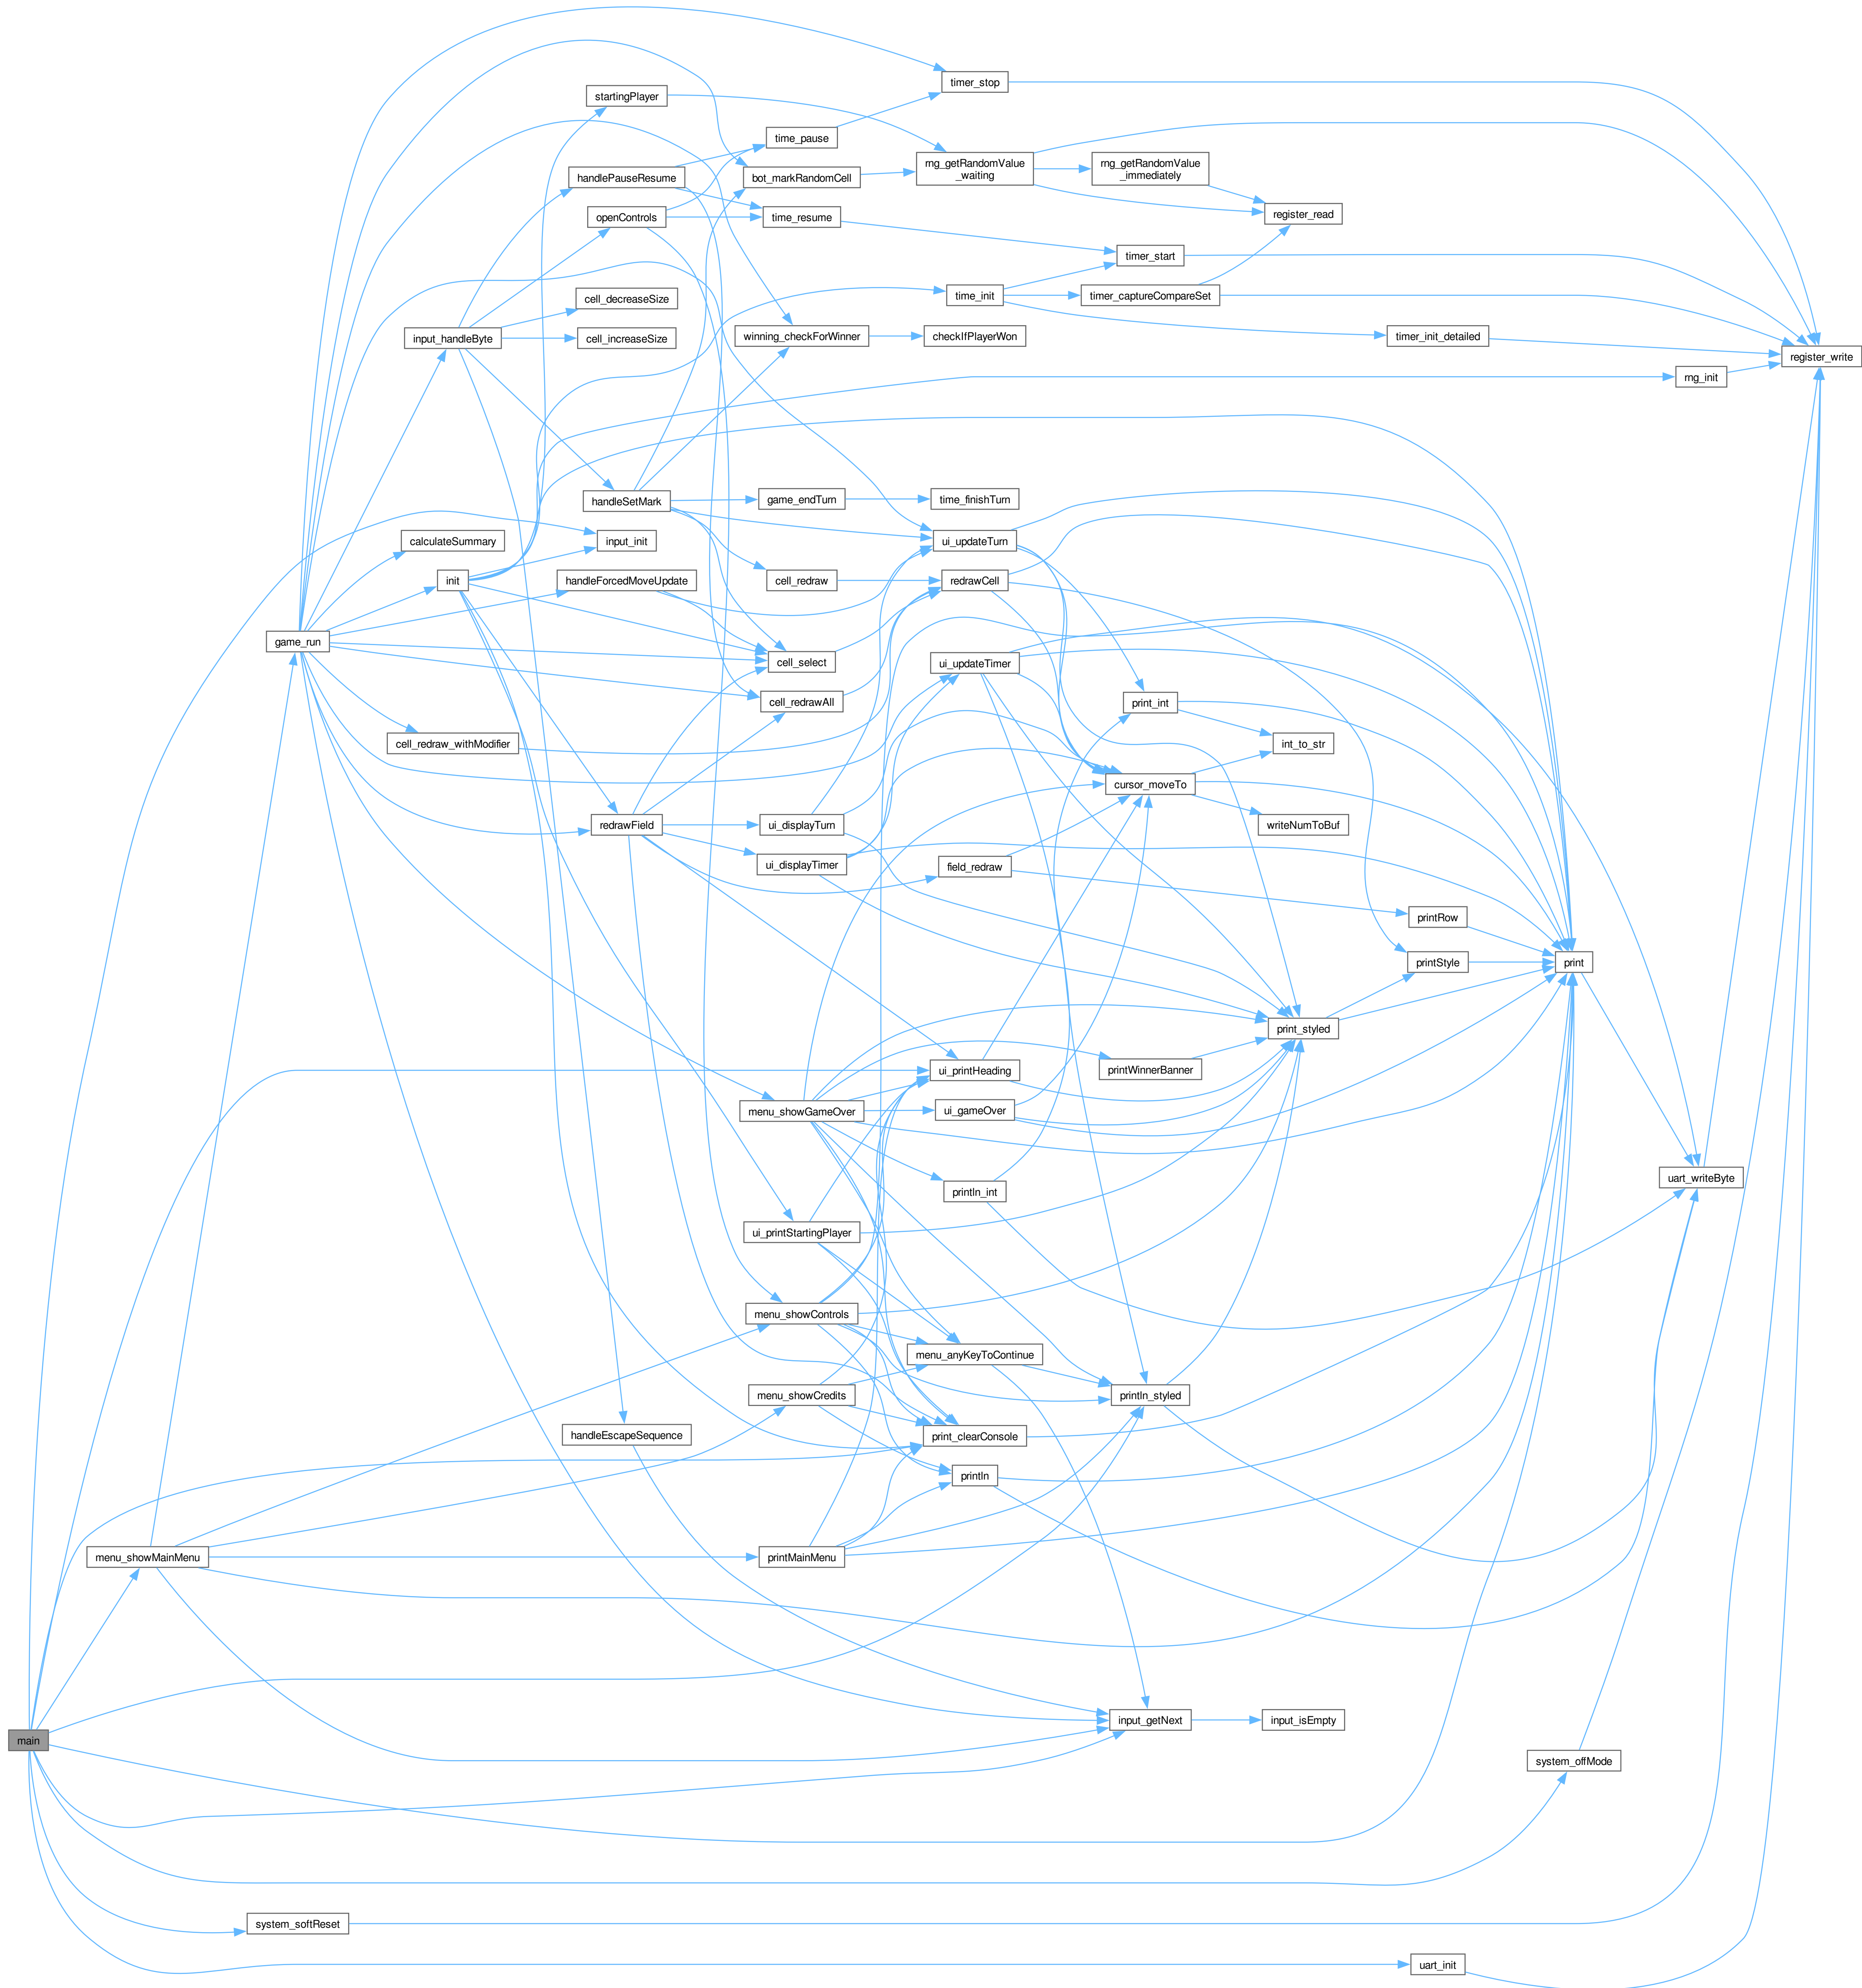 timer_stop
startingPlayer
time_pause
rng_getRandomValue
_waiting
rng_getRandomValue
_immediately
handlePauseResume
bot_markRandomCell
openControls
time_resume
register_read
timer_start
time_init
timer_captureCompareSet
cell_decreaseSize
input_handleByte
cell_increaseSize
winning_checkForWinner
checkIfPlayerWon
timer_init_detailed
register_write
rng_init
handleSetMark
game_endTurn
time_finishTurn
calculateSummary
input_init
ui_updateTurn
init
handleForcedMoveUpdate
cell_redraw
redrawCell
game_run
cell_select
ui_updateTimer
cell_redrawAll
print_int
cell_redraw_withModifier
int_to_str
cursor_moveTo
redrawField
ui_displayTurn
writeNumToBuf
ui_displayTimer
field_redraw
printRow
printStyle
print
print_styled
ui_printHeading
printWinnerBanner
menu_showGameOver
ui_gameOver
println_int
uart_writeByte
ui_printStartingPlayer
menu_showControls
menu_anyKeyToContinue
menu_showCredits
println_styled
handleEscapeSequence
print_clearConsole
println
menu_showMainMenu
printMainMenu
input_getNext
input_isEmpty
main
system_offMode
system_softReset
uart_init